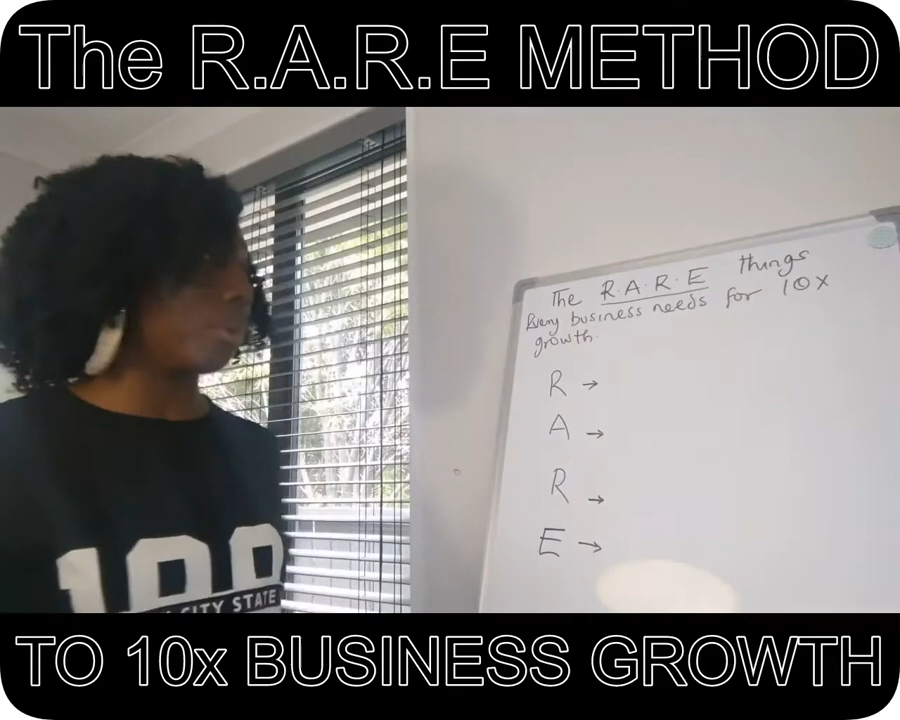 The R.A.R.E METHOD
The R.A.R.E things
Every business needs for 10x
growth.
R →
A →
R →
E →
CITY STATE
TO 10x BUSINESS GROWTH